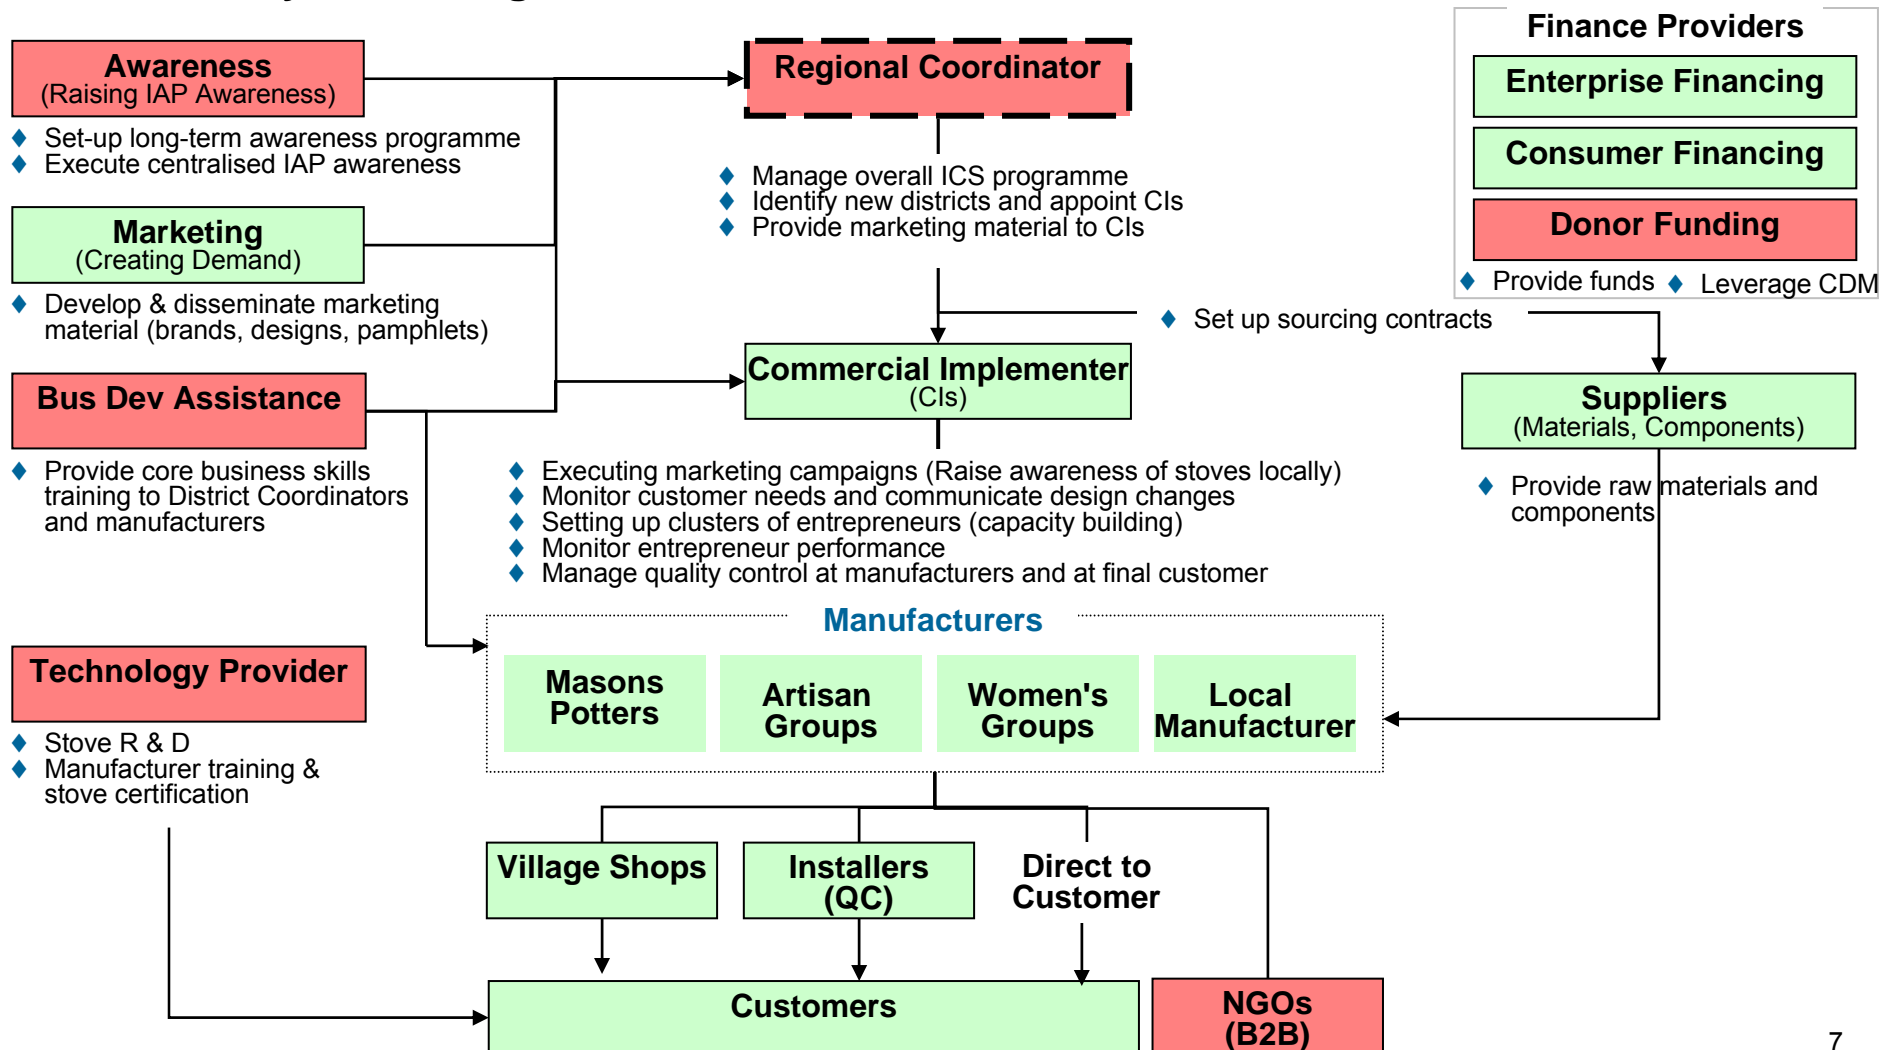 Awareness
(Raising IAP Awareness)
Set-up long-term awareness programme
Execute centralised IAP awareness
Marketing
(Creating Demand)
Develop & disseminate marketing
material (brands, designs, pamphlets)
Bus Dev Assistance
Provide core business skills
training to District Coordinators
and manufacturers
Technology Provider
Stove R & D
Manufacturer training &
stove certification
Regional Coordinator
Manage overall ICS programme
Identify new districts and appoint CIs
Provide marketing material to CIs
Set up sourcing contracts
Commercial Implementer
(CIs)
Executing marketing campaigns (Raise awareness of stoves locally)
Monitor customer needs and communicate design changes
Setting up clusters of entrepreneurs (capacity building)
Monitor entrepreneur performance
Manage quality control at manufacturers and at final customer
Finance Providers
Enterprise Financing
Consumer Financing
Donor Funding
Provide funds
Leverage CDM
Suppliers
(Materials, Components)
Provide raw materials and
components
Manufacturers
Masons
Potters
Artisan
Groups
Women's
Groups
Local
Manufacturer
Village Shops
Installers
(QC)
Direct to
Customer
Customers
NGOs
(B2B)
7